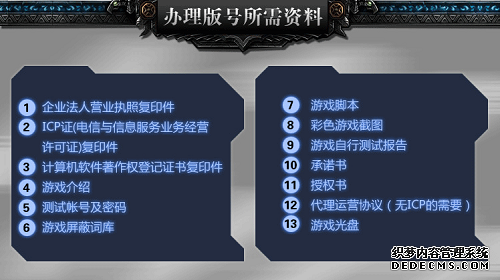 办理版号所需资料
1 企业法人营业执照复印件
2 ICP证(电信与信息服务业务经营
许可证)复印件
3 计算机软件著作权登记证书复印件
4 游戏介绍
5 测试帐号及密码
6 游戏屏蔽词库
7 游戏脚本
8 彩色游戏截图
9 游戏自行测试报告
10 承诺书
11 授权书
12 代理运营协议（无ICP的需要）
13 游戏光盘
织梦内容管理系统
DEDECMS.COM